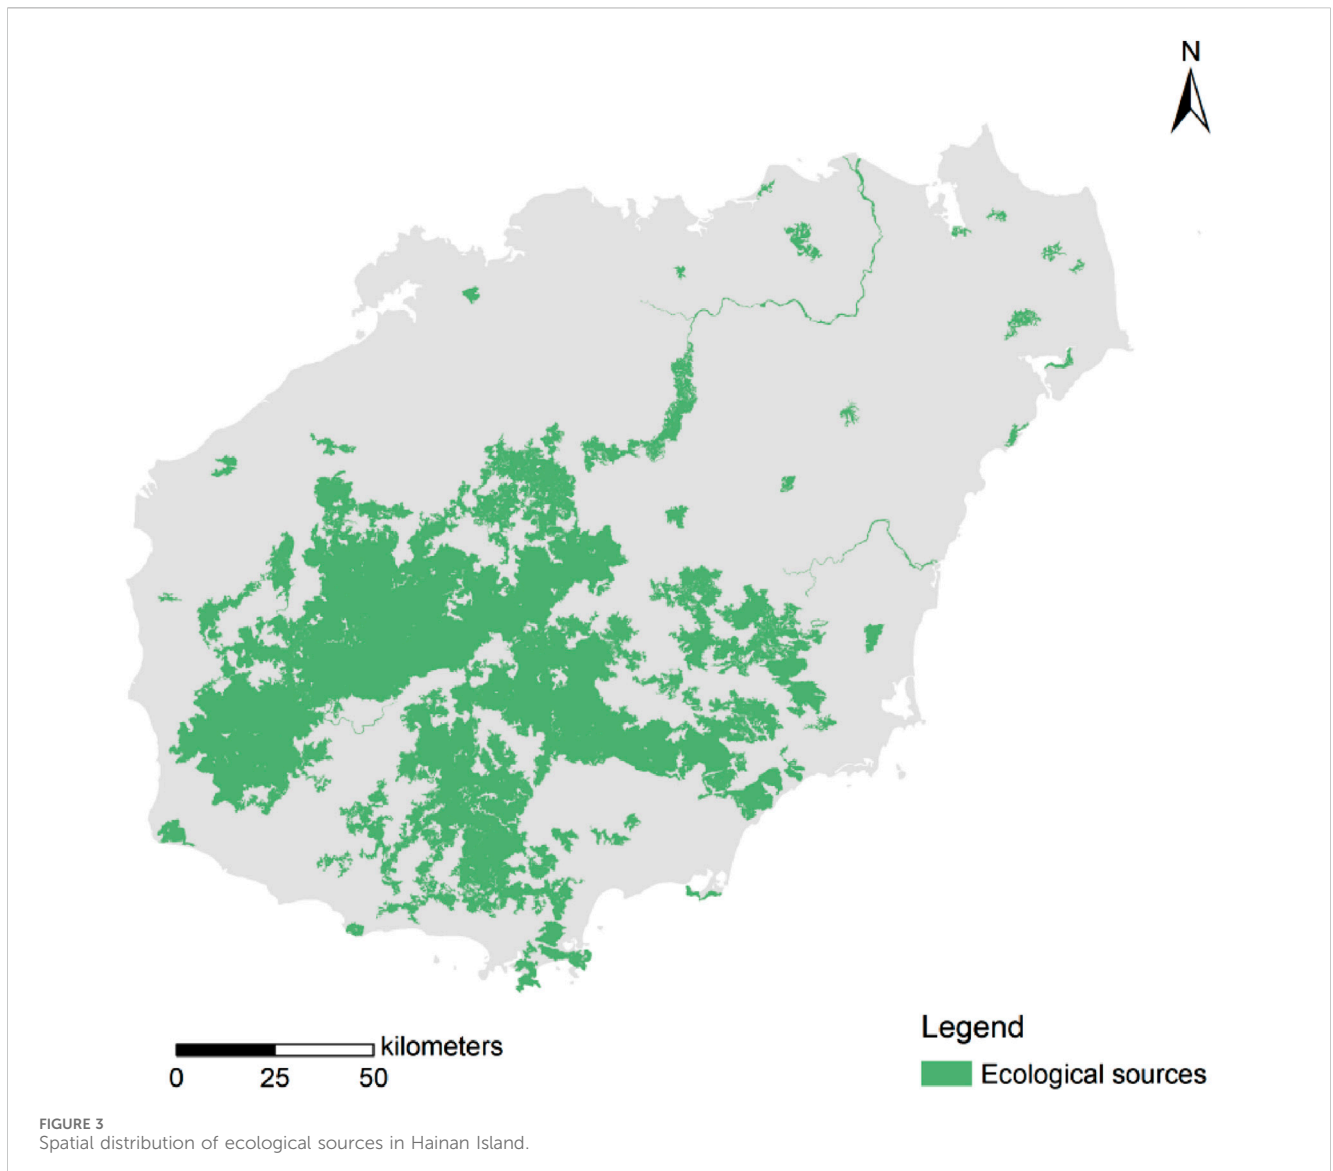 N
kilometers
0 25 50
Legend
Ecological sources
FIGURE 3
Spatial distribution of ecological sources in Hainan Island.